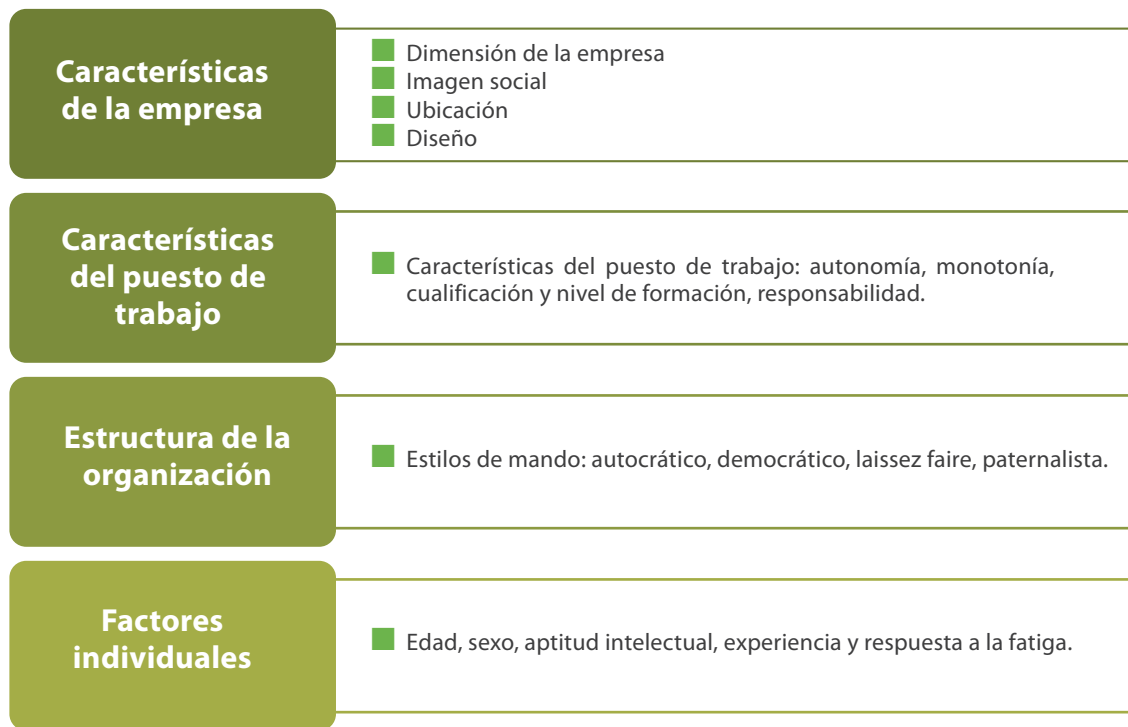 Característificas
de la empresa
Dimensión de la empresa
Imagen social
Ubicación
Diseño
Característificas
del puesto de
trabajo
Características del puesto de trabajo: autonomía, monotonía,
cualificación y nivel de formación, responsabilidad.
Estructura de la
organización
Estilos de mando: autocrático, democrático, laissez faire, paternalista.
Factores
individuales
Edad, sexo, aptitud intelectual, experiencia y respuesta a la fatiga.